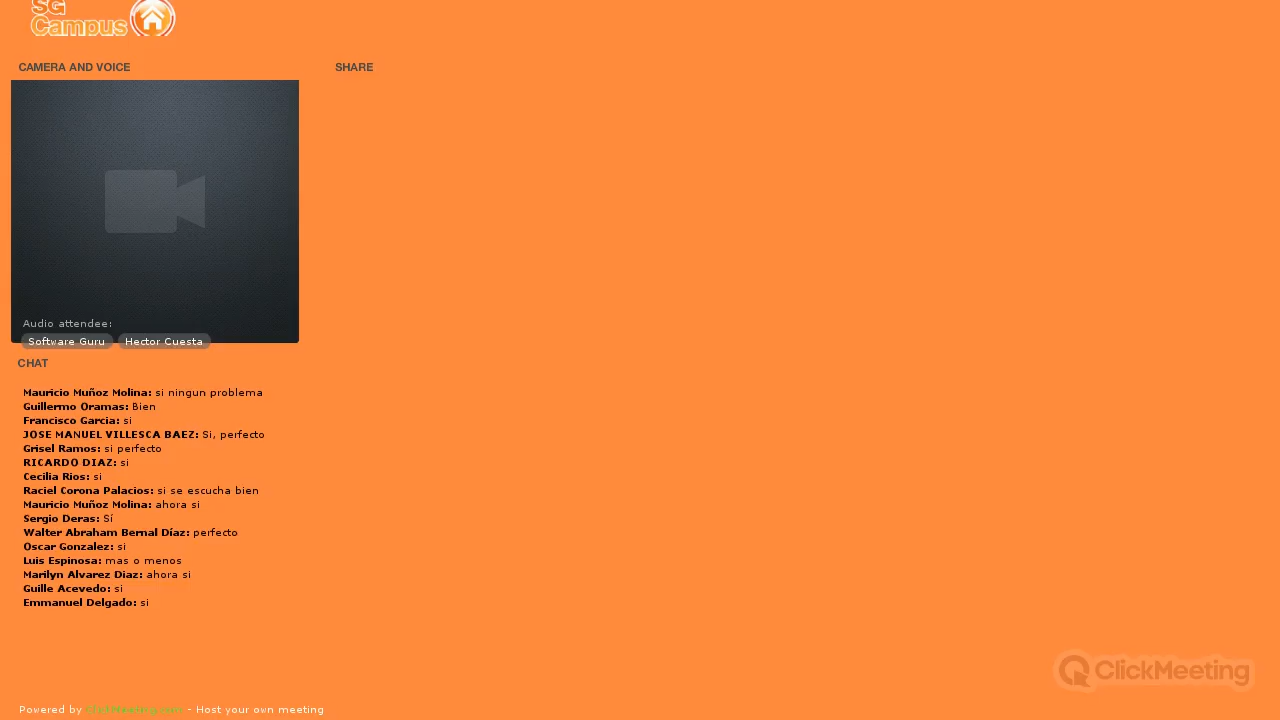 SG
Campus
CAMERA AND VOICE
SHARE
Audio attendee:
Software Guru Hector Cuesta
CHAT
Mauricio Muñoz Molina: si ningun problema
Guillermo Oramas: Bien
Francisco Garcia: si
JOSE MANUEL VILLESCA BAEZ: Si, perfecto
Grisel Ramos: si perfecto
RICARDO DIAZ: si
Cecilia Rios: si
Raciel Corona Palacios: si se escucha bien
Mauricio Muñoz Molina: ahora si
Sergio Deras: Sí
Walter Abraham Bernal Díaz: perfecto
Oscar Gonzalez: si
Luis Espinosa: mas o menos
Marilyn Alvarez Diaz: ahora si
Guille Acevedo: si
Emmanuel Delgado: si
ClickMeeting
Powered by ClickMeeting.com - Host your own meeting